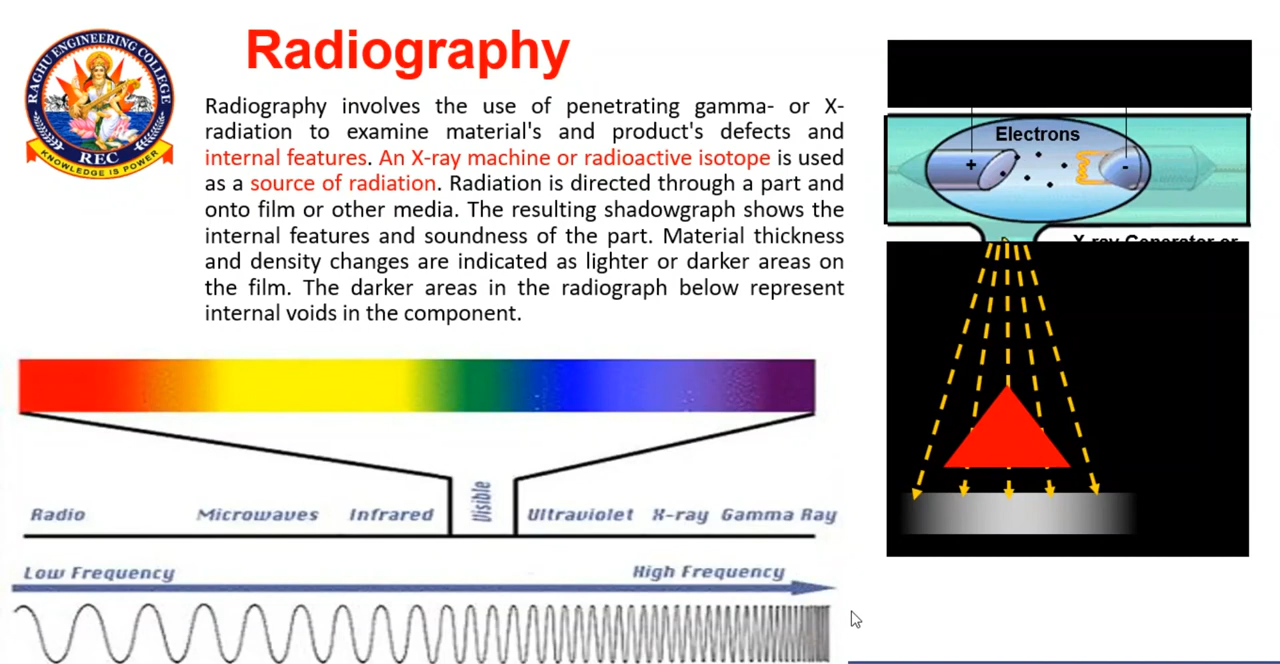 RAGHU ENGINEERING COLLEGE
REC
KNOWLEDGE IS POWER
Radiography
Radiography involves the use of penetrating gamma- or X-
radiation to examine material's and product's defects and
internal features. An X-ray machine or radioactive isotope is used
as a source of radiation. Radiation is directed through a part and
onto film or other media. The resulting shadowgraph shows the
internal features and soundness of the part. Material thickness
and density changes are indicated as lighter or darker areas on
the film. The darker areas in the radiograph below represent
internal voids in the component.
Electrons
+
-
X-ray Generator or
Radio
Microwaves
Infrared
Visible
Ultraviolet
X-ray
Gamma Ray
Low Frequency
High Frequency